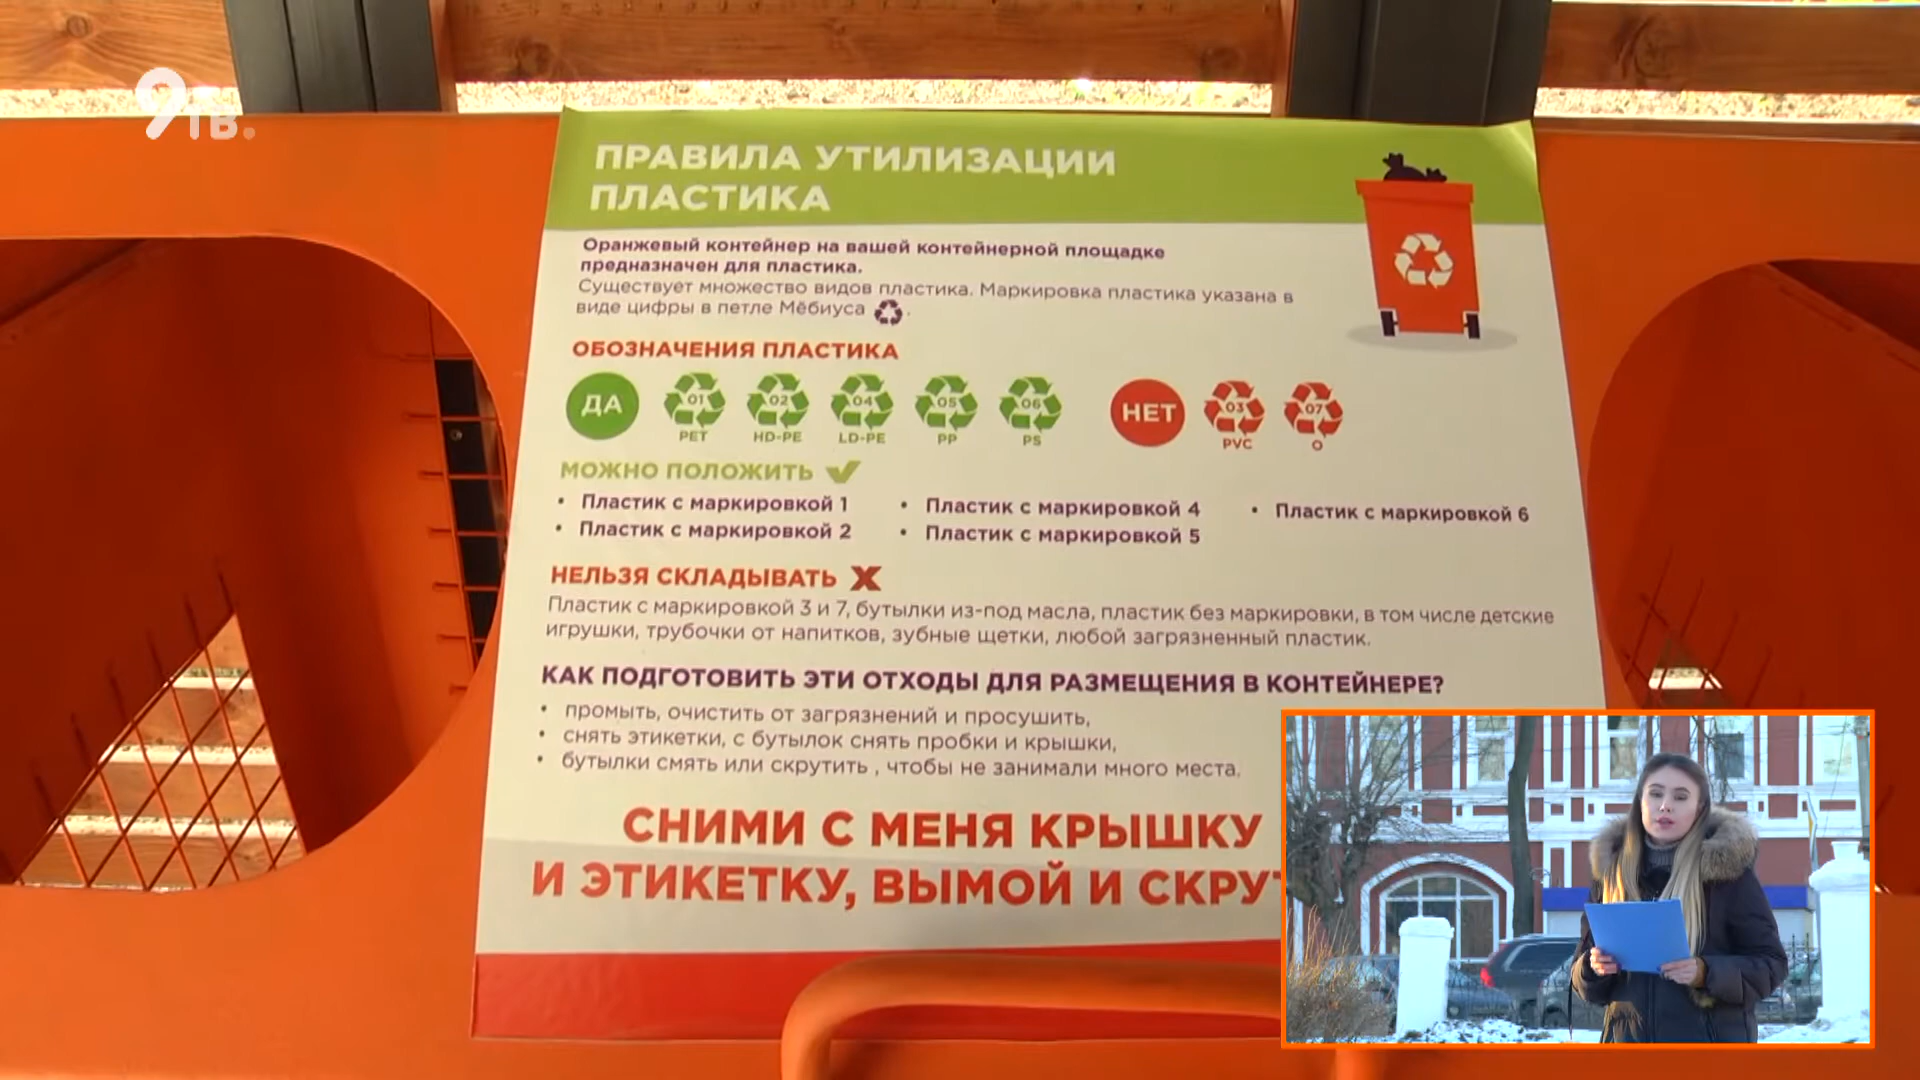 9ТВ.
ПРАВИЛА УТИЛИЗАЦИИ
ПЛАСТИКА
Оранжевый контейнер на вашей контейнерной площадке
предназначен для пластика.
Существует множество видов пластика. Маркировка пластика указана в
виде цифры в петле Мёбиуса.
ОБОЗНАЧЕНИЯ ПЛАСТИКА
ДА 01 02 04 05 06 НЕТ 03 07
PET HD-PE LD-PE PP PS PVC O
МОЖНО ПОЛОЖИТЬ
• Пластик с маркировкой 1 • Пластик с маркировкой 4 • Пластик с маркировкой 6
• Пластик с маркировкой 2 • Пластик с маркировкой 5
НЕЛЬЗЯ СКЛАДЫВАТЬ
Пластик с маркировкой 3 и 7, бутылки из-под масла, пластик без маркировки, в том числе детские
игрушки, трубочки от напитков, зубные щетки, любой загрязненный пластик.
КАК ПОДГОТОВИТЬ ЭТИ ОТХОДЫ ДЛЯ РАЗМЕЩЕНИЯ В КОНТЕЙНЕРЕ?
• промыть, очистить от загрязнений и просушить,
• снять этикетки, с бутылок снять пробки и крышки,
• бутылки смять или скрутить , чтобы не занимали много места.
СНИМИ С МЕНЯ КРЫШКУ
И ЭТИКЕТКУ, ВЫМОЙ И СКРУ